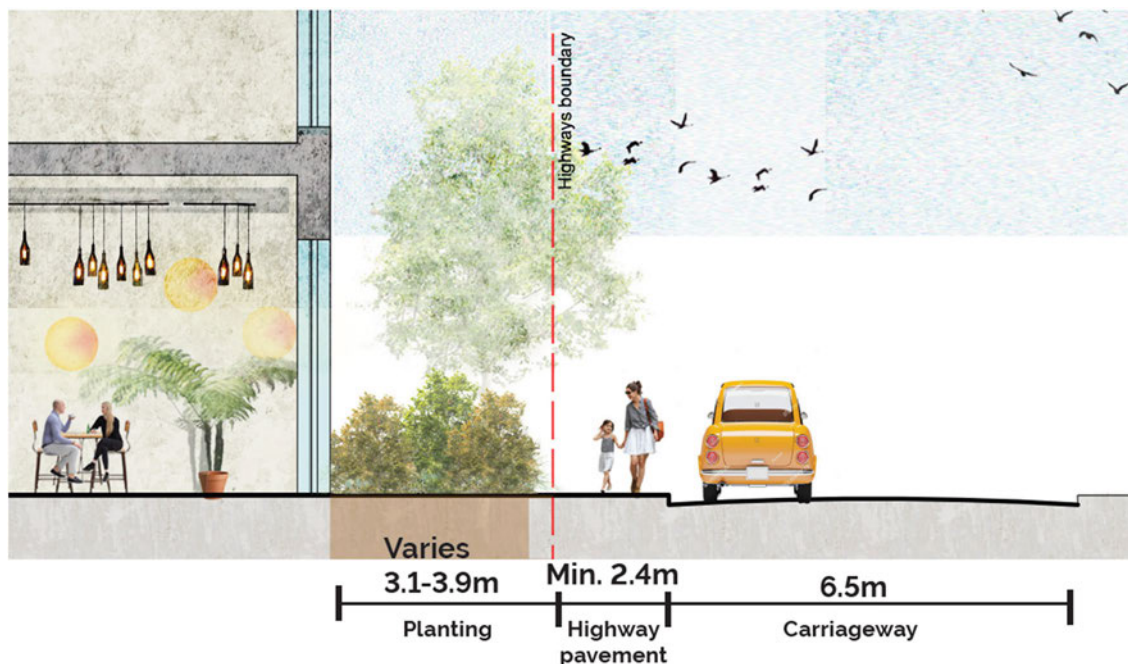 Highways boundary
Varies
3.1-3.9m
Min. 2.4m
6.5m
Planting
Highway
pavement
Carriageway